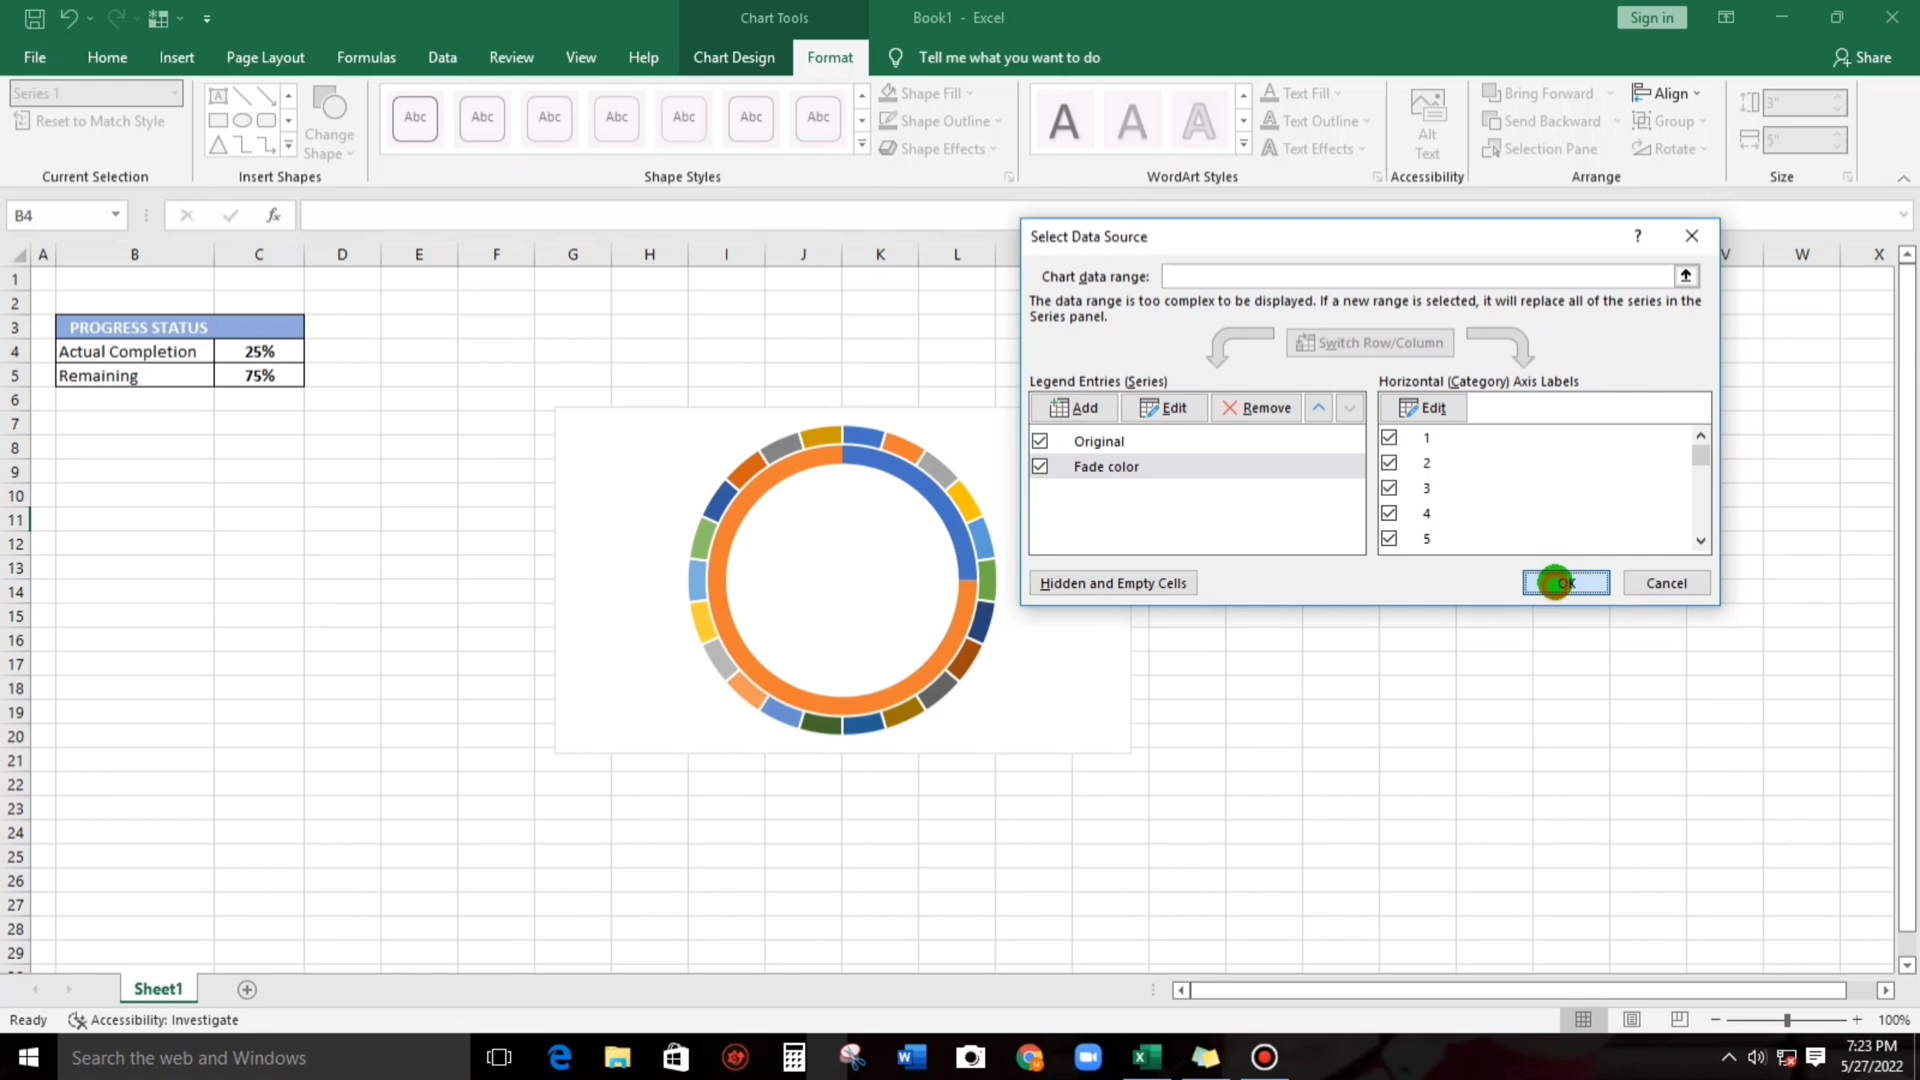 Chart Tools
Book1 - Excel
Sign in
File Home Insert Page Layout Formulas Data Review View Help Chart Design Format Tell me what you want to do Share
Series 1
Reset to Match Style
Current Selection
Change
Shape
Insert Shapes
Abc Abc Abc Abc Abc Abc Abc
Shape Fill
Shape Outline
Shape Effects
Shape Styles
A A A
Text Fill
Text Outline
Text Effects
WordArt Styles
Alt
Text
Accessibility
Bring Forward
Send Backward
Selection Pane
Align
Group
Rotate
Arrange
3"
5"
Size
B4
fx
A B C D E F G H I J K L V W X
1
2
3 PROGRESS STATUS
4 Actual Completion 25%
5 Remaining 75%
6
7
8
9
10
11
12
13
14
15
16
17
18
19
20
21
22
23
24
25
26
27
28
29
Select Data Source
?
Chart data range:
The data range is too complex to be displayed. If a new range is selected, it will replace all of the series in the
Series panel.
Switch Row/Column
Legend Entries (Series)
Horizontal (Category) Axis Labels
Add Edit Remove
Edit
Original
Fade color
1
2
3
4
5
Hidden and Empty Cells
OK
Cancel
Sheet1
Ready
Accessibility: Investigate
100%
Search the web and Windows
7:23 PM
5/27/2022